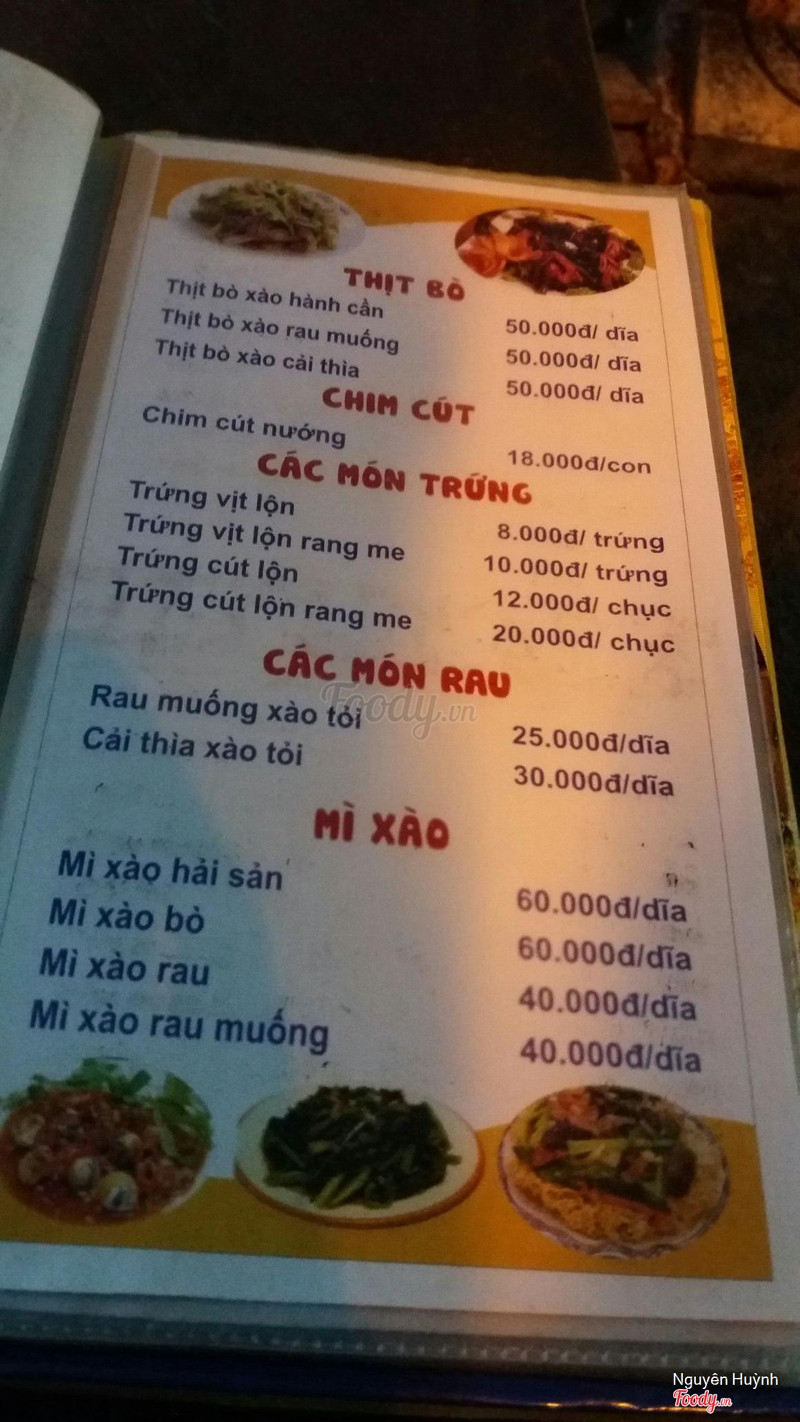 THỊT BÒ
Thịt bò xào hành cần 50.000đ/ dĩa
Thịt bò xào rau muống 50.000đ/ dĩa
Thịt bò xào cải thìa 50.000đ/ dĩa
CHIM CÚT
Chim cút nướng 18.000đ/con
CÁC MÓN TRỨNG
Trứng vịt lộn 8.000đ/ trứng
Trứng vịt lộn rang me 10.000đ/ trứng
Trứng cút lộn 12.000đ/ chục
Trứng cút lộn rang me 20.000đ/ chục
CÁC MÓN RAU
Foody.vn
Rau muống xào tỏi 25.000đ/dĩa
Cải thìa xào tỏi 30.000đ/dĩa
MÌ XÀO
Mì xào hải sản 60.000đ/dĩa
Mì xào bò 60.000đ/dĩa
Mì xào rau 40.000đ/dĩa
Mì xào rau muống 40.000đ/dĩa
Nguyên Huỳnh
Foody.vn